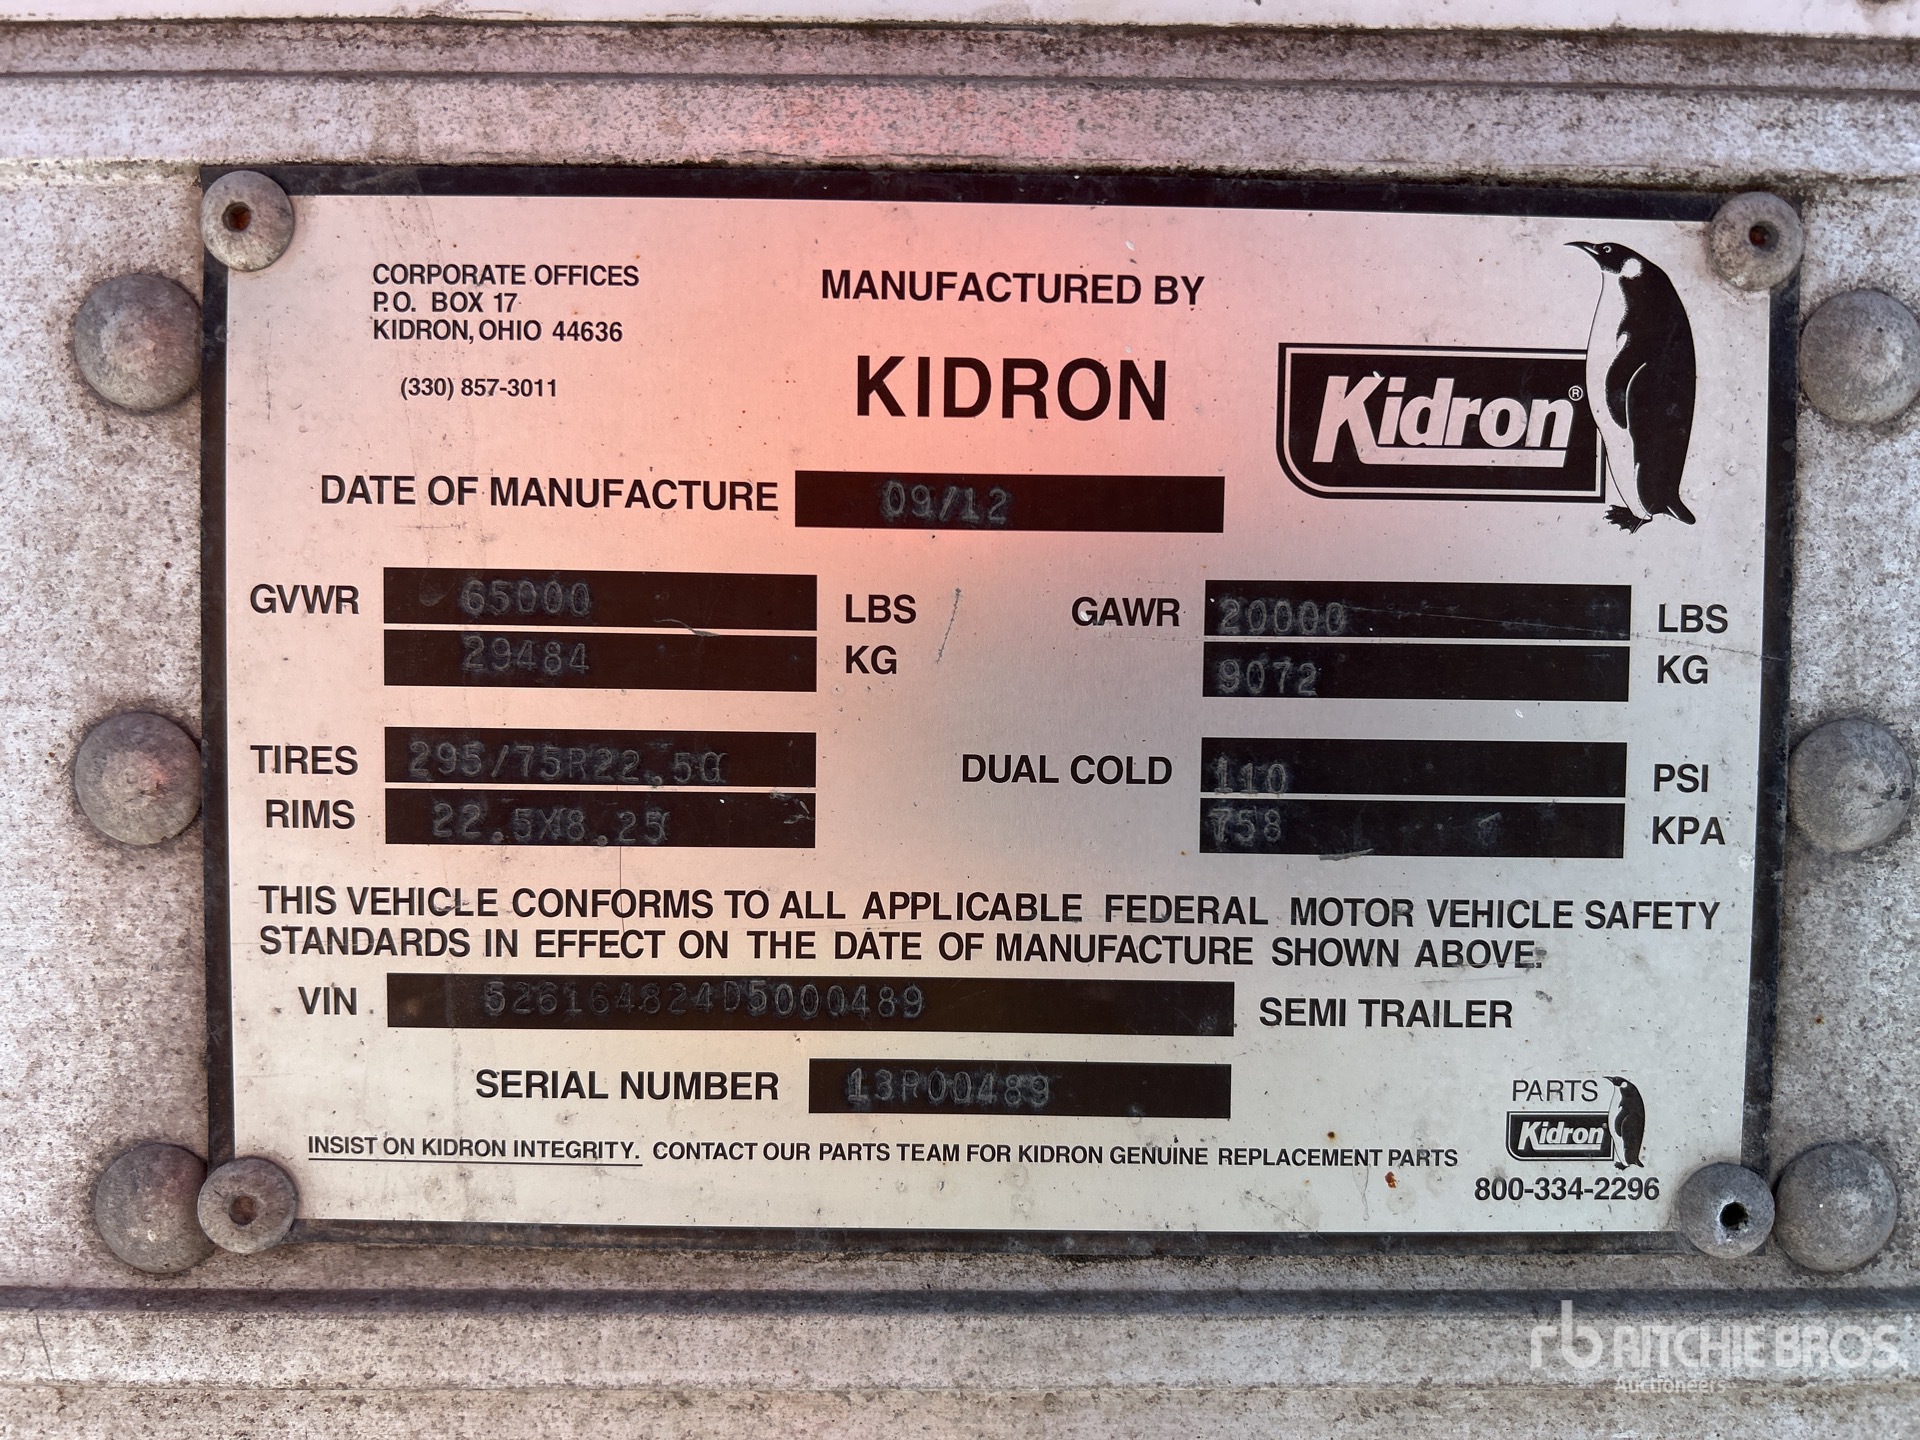 CORPORATE OFFICES
P.O. BOX 17
KIDRON, OHIO 44636
(330) 857-3011
MANUFACTURED BY
KIDRON
Kidron®
DATE OF MANUFACTURE 09/12
GVWR 65000 LBS GAWR 20000 LBS
29484 KG 9072 KG
TIRES 295/75R22.5G DUAL COLD 110 PSI
RIMS 22.5X8.25 758 KPA
THIS VEHICLE CONFORMS TO ALL APPLICABLE FEDERAL MOTOR VEHICLE SAFETY
STANDARDS IN EFFECT ON THE DATE OF MANUFACTURE SHOWN ABOVE.
VIN 526164824D5000489 SEMI TRAILER
SERIAL NUMBER 13P00489
PARTS
Kidron
INSIST ON KIDRON INTEGRITY. CONTACT OUR PARTS TEAM FOR KIDRON GENUINE REPLACEMENT PARTS
800-334-2296
rb RITCHIE BROS.
Auctioneers